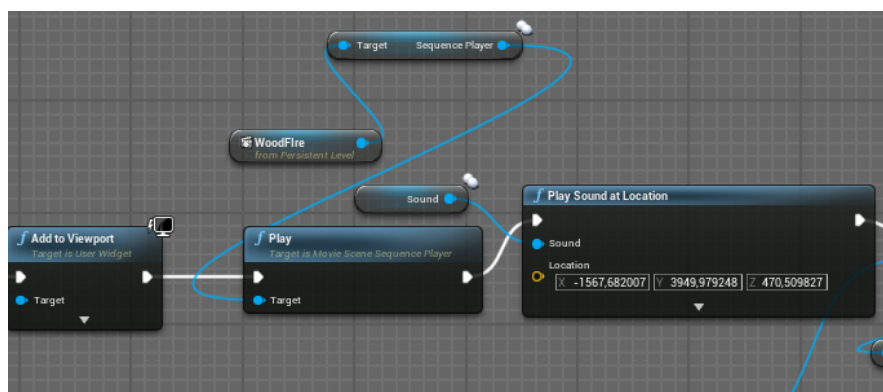 Target Sequence Player
WoodFIre
from Persistent Level
Sound
f Play Sound at Location
Sound
Location
X -1567,682007 Y 3949,979248 Z 470,509827
f Add to Viewport
Target is User Widget
Target
f Play
Target is Movie Scene Sequence Player
Target